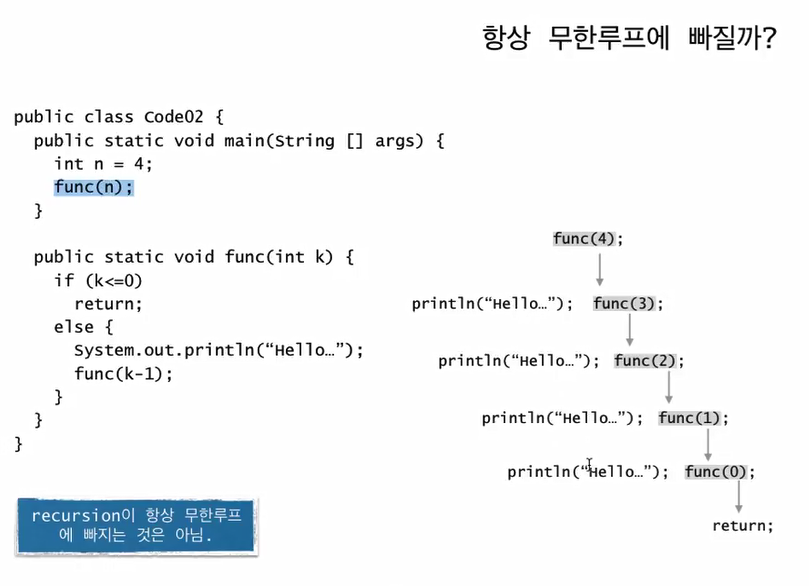 항상 무한루프에 빠질까?
public class Code02 {
public static void main(String [] args) {
int n = 4;
func(n);
}
public static void func(int k) {
if (k<=0)
return;
else {
System.out.println(“Hello…”);
func(k-1);
}
}
}
func(4);
println(“Hello…”); func(3);
println(“Hello…”); func(2);
println(“Hello…”); func(1);
println(“Hello…”); func(0);
return;
recursion이 항상 무한루프
에 빠지는 것은 아님.